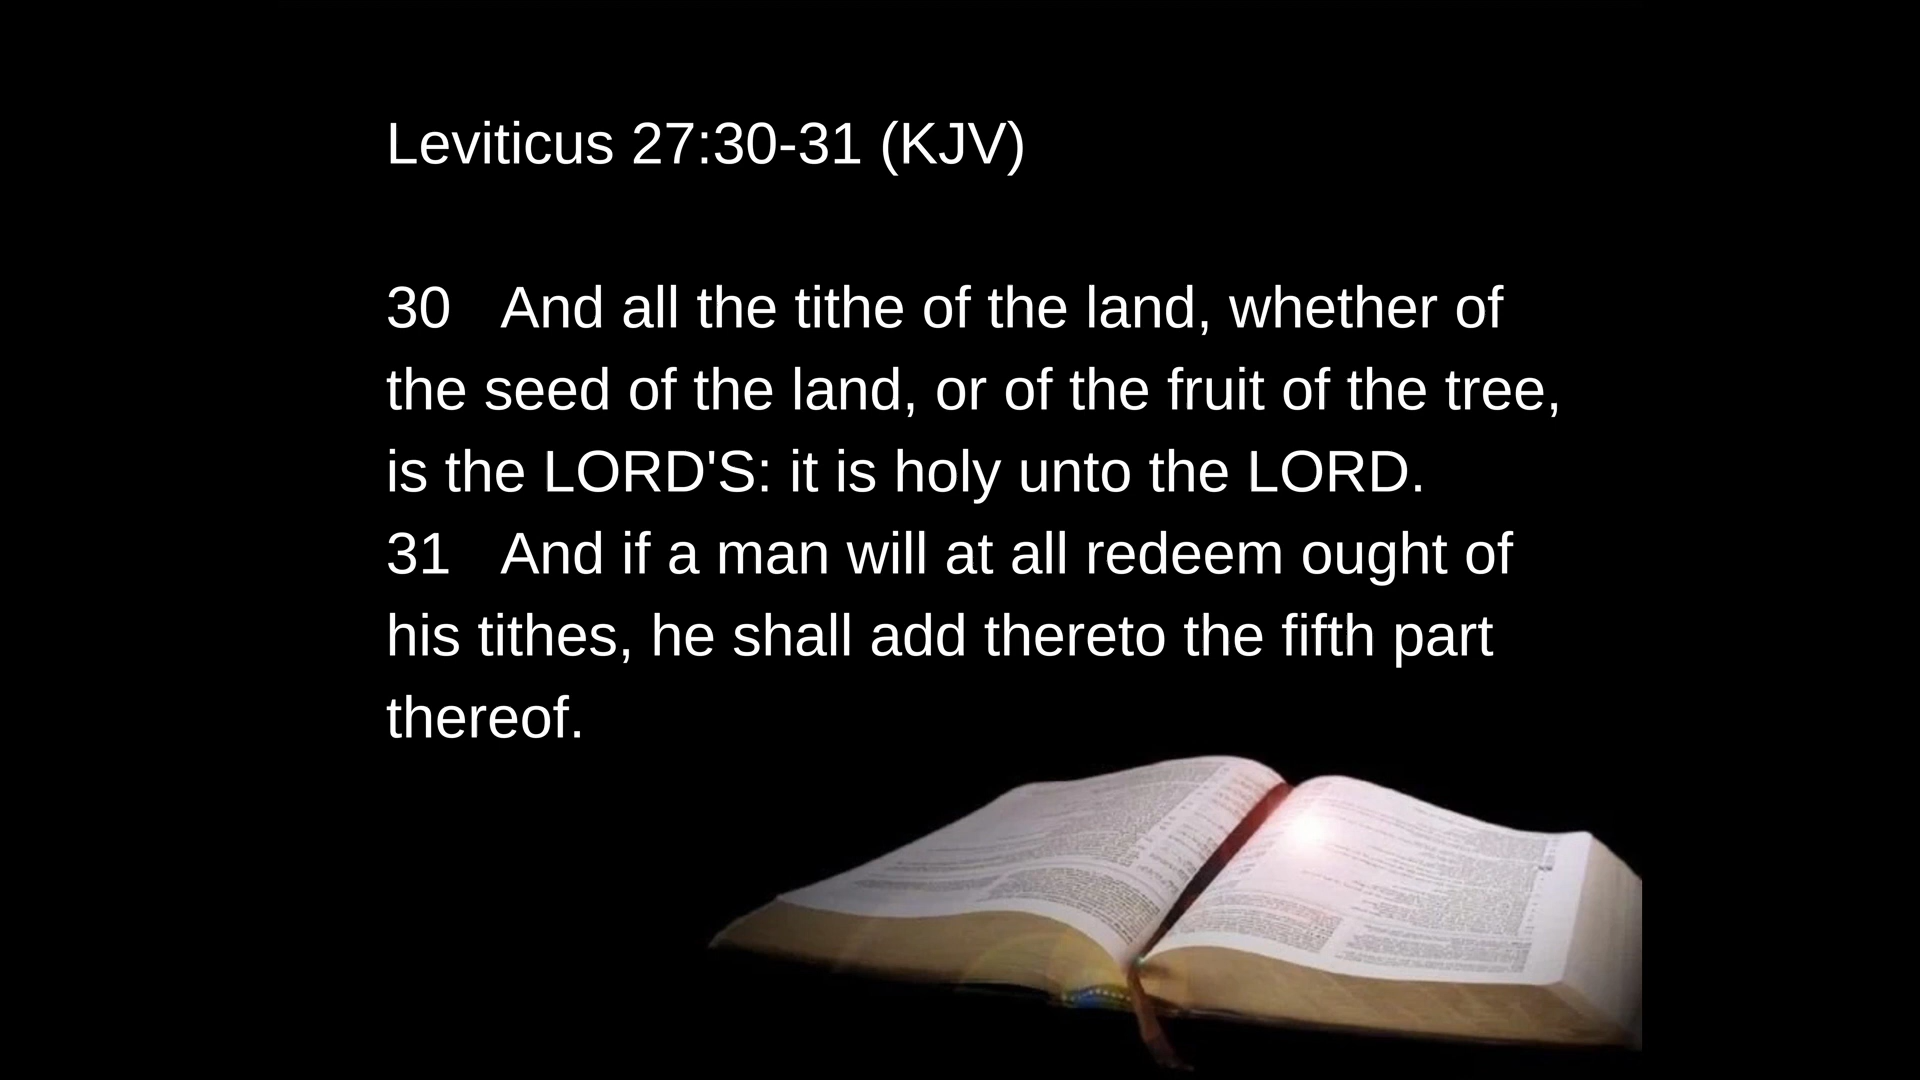 Leviticus 27:30-31 (KJV)
30 And all the tithe of the land, whether of
the seed of the land, or of the fruit of the tree,
is the LORD'S: it is holy unto the LORD.
31 And if a man will at all redeem ought of
his tithes, he shall add thereto the fifth part
thereof.